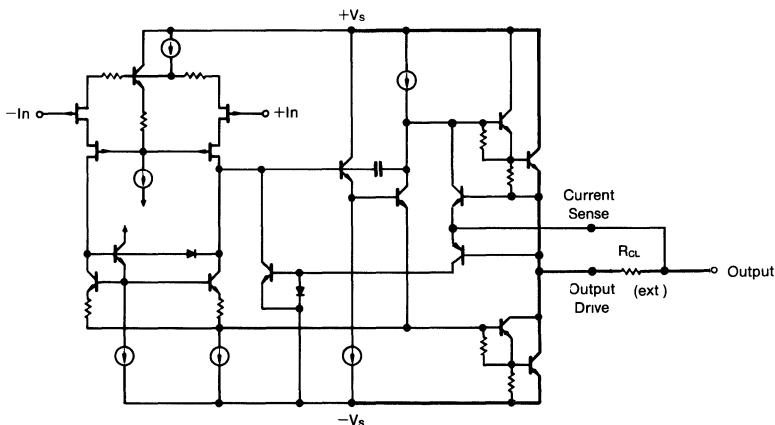 +Vs
−In
+In
Current
Sense
RCL
Output
Output
Drive
(ext )
−Vs